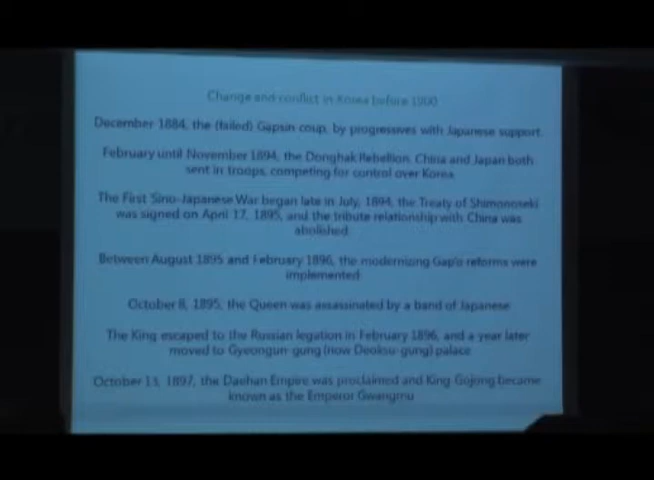 Change and conflict in Korea before 1900
December 1884, the (failed) Gapsin coup, by progressives with Japanese support.
February until November 1894, the Donghak Rebellion. China and Japan both
sent in troops, competing for control over Korea
The First Sino-Japanese War began late in July, 1894, the Treaty of Shimonoseki
was signed on April 17, 1895, and the tribute relationship with China was
abolished
Between August 1895 and February 1896, the modernizing Gap'o reforms were
implemented
October 8, 1895, the Queen was assassinated by a band of Japanese
The King escaped to the Russian legation in February 1896, and a year later
moved to Gyeongun-gung (now Deoksu-gung) palace
October 13, 1897, the Daehan Empire was proclaimed and King Gojong became
known as the Emperor Gwangmu